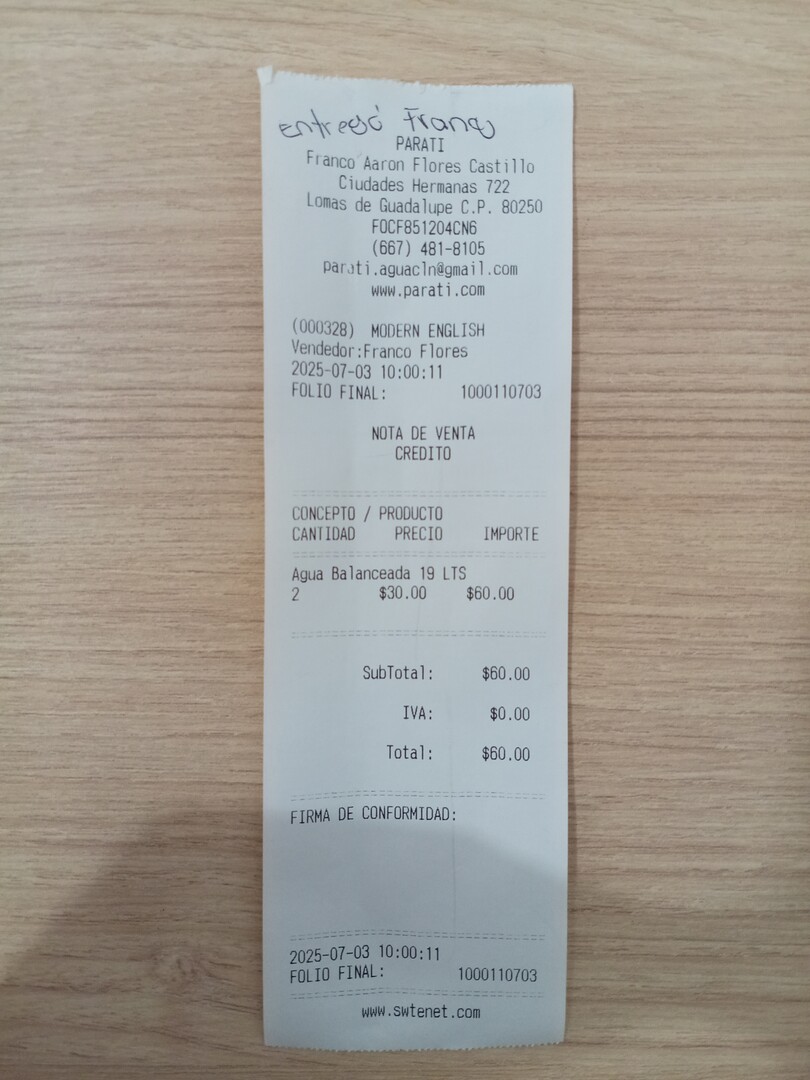 entregó Franco
PARATI
Franco Aaron Flores Castillo
Ciudades Hermanas 722
Lomas de Guadalupe C.P. 80250
FOCF851204CN6
(667) 481-8105
parati.aguacln@gmail.com
www.parati.com
(000328) MODERN ENGLISH
Vendedor:Franco Flores
2025-07-03 10:00:11
FOLIO FINAL: 1000110703
NOTA DE VENTA
CREDITO
CONCEPTO / PRODUCTO
CANTIDAD PRECIO IMPORTE
Agua Balanceada 19 LTS
2 $30.00 $60.00
SubTotal: $60.00
IVA: $0.00
Total: $60.00
FIRMA DE CONFORMIDAD:
2025-07-03 10:00:11
FOLIO FINAL: 1000110703
www.swtenet.com